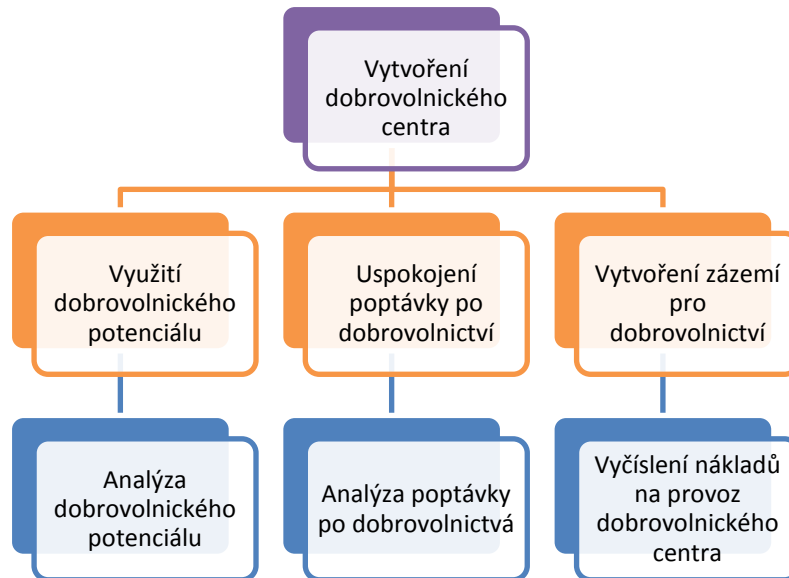 Vytvoření
dobrovolnického
centra
Využití
dobrovolnického
potenciálu
Uspokojení
poptávky po
dobrovolnictví
Vytvoření zázemí
pro
dobrovolnictví
Analýza
dobrovolnického
potenciálu
Analýza poptávky
po dobrovolnictvá
Vyčíslení nákladů
na provoz
dobrovolnického
centra